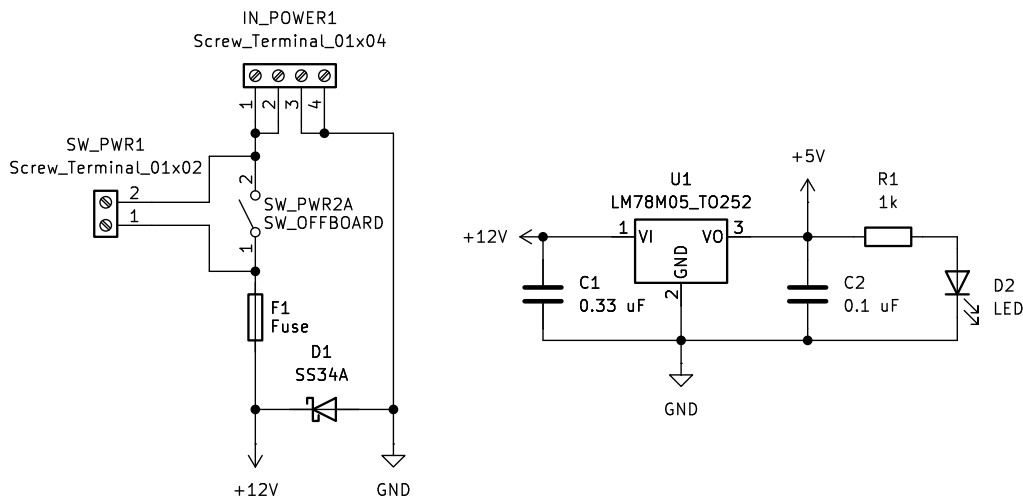 IN_POWER1
Screw_Terminal_01x04
1
2
3
4
SW_PWR1
Screw_Terminal_01x02
2
1
2
SW_PWR2A
SW_OFFBOARD
1
F1
Fuse
D1
SS34A
+12V
GND
+12V
U1
LM78M05_TO252
1
VI
VO
3
GND
2
C1
0.33 uF
GND
+5V
R1
1k
C2
0.1 uF
D2
LED